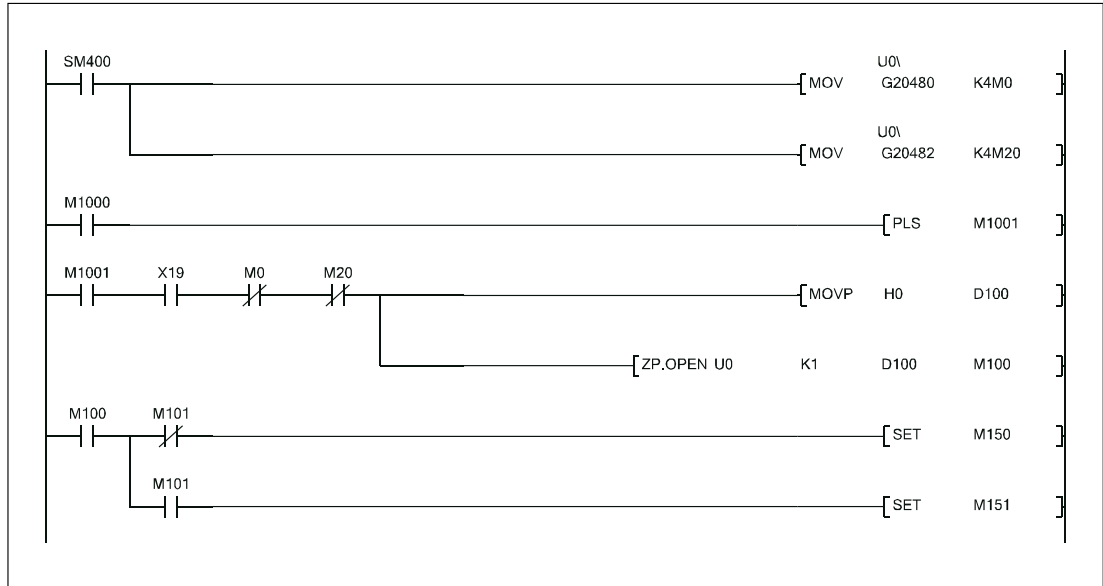 SM400
U0\
MOV G20480 K4M0
U0\
MOV G20482 K4M20
M1000
PLS M1001
M1001 X19 M0 M20
MOVP H0 D100
ZP.OPEN U0 K1 D100 M100
M100 M101
SET M150
M101
SET M151